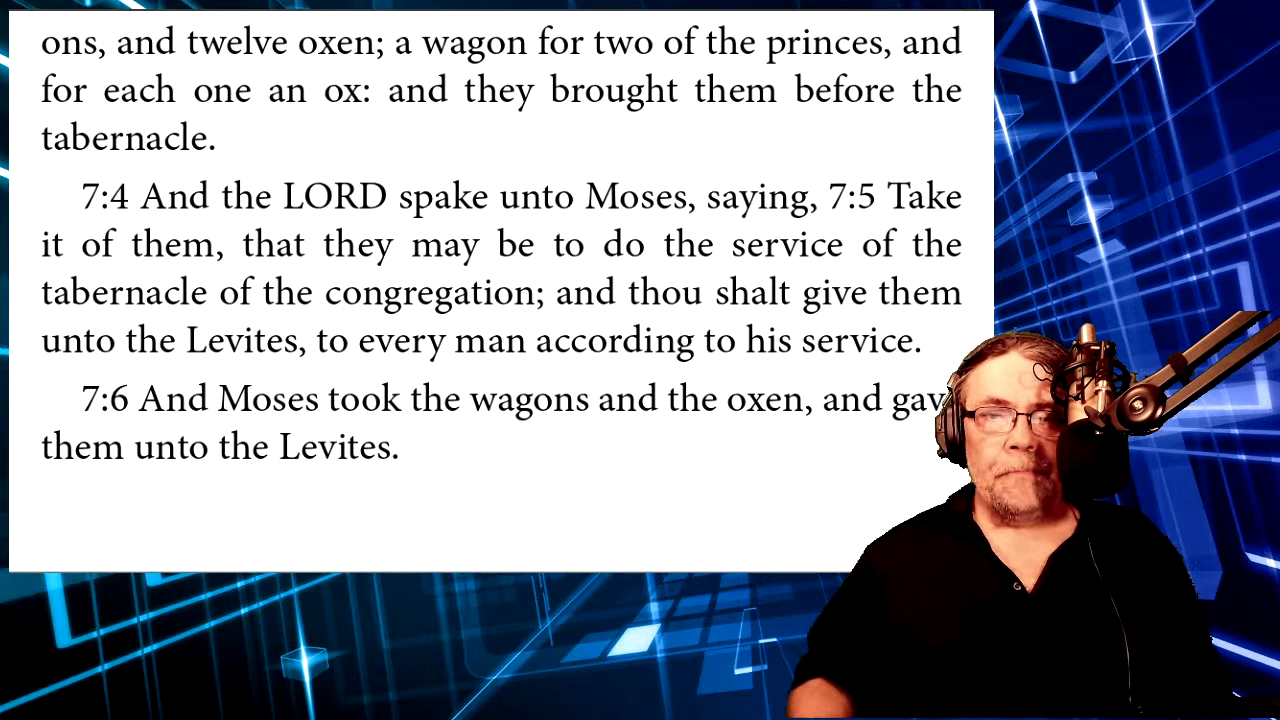 ons, and twelve oxen; a wagon for two of the princes, and
for each one an ox: and they brought them before the
tabernacle.
7:4 And the LORD spake unto Moses, saying, 7:5 Take
it of them, that they may be to do the service of the
tabernacle of the congregation; and thou shalt give them
unto the Levites, to every man according to his service.
7:6 And Moses took the wagons and the oxen, and gav
them unto the Levites.